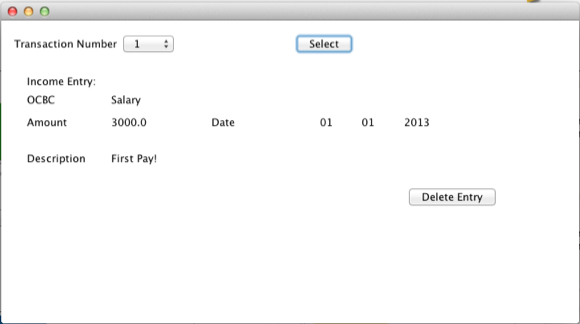 Transaction Number 1 Select
Income Entry:
OCBC Salary
Amount 3000.0 Date 01 01 2013
Description First Pay!
Delete Entry